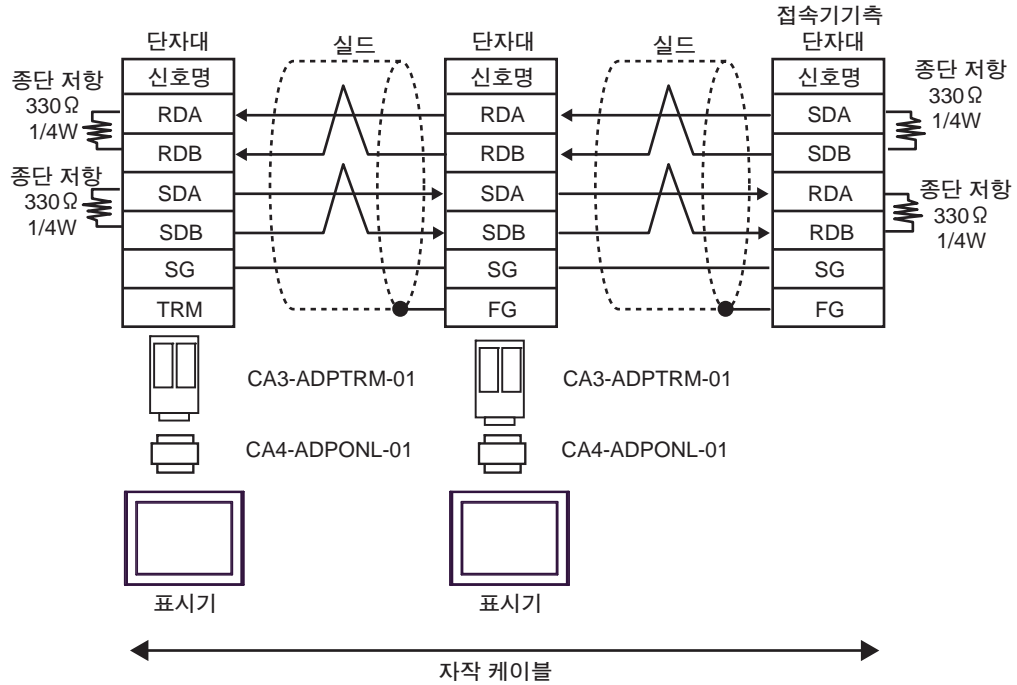 접속기기측
단자대
실드
단자대
실드
단자대
종단 저항
330Ω
1/4W
종단 저항
330Ω
1/4W
신호명
RDA
RDB
SDA
SDB
SG
TRM
신호명
RDA
RDB
SDA
SDB
SG
FG
신호명
SDA
SDB
RDA
RDB
SG
FG
종단 저항
330Ω
1/4W
종단 저항
330Ω
1/4W
CA3-ADPTRM-01
CA3-ADPTRM-01
CA4-ADPONL-01
CA4-ADPONL-01
표시기
표시기
자작 케이블